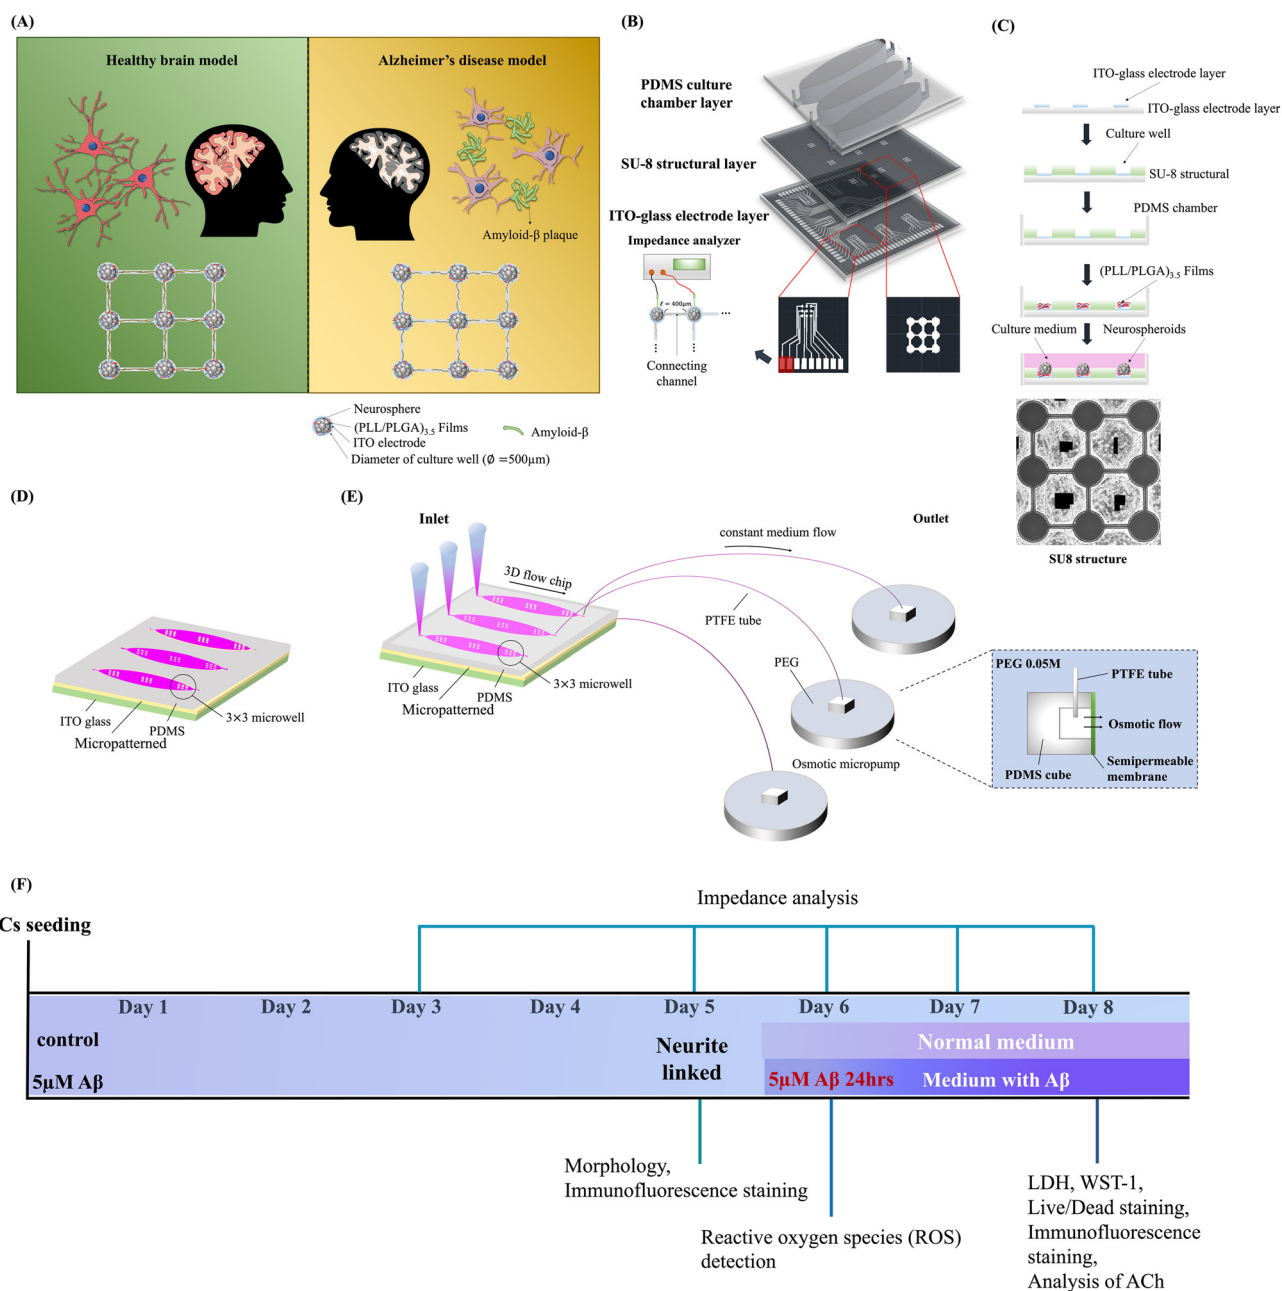 (A)
Healthy brain model
Alzheimer's disease model
Amyloid-β plaque
Neurosphere
(PLL/PLGA)3.5 Films
ITO electrode
Diameter of culture well (Ø =500μm)
Amyloid-β
(B)
PDMS culture
chamber layer
SU-8 structural layer
ITO-glass electrode layer
Impedance analyzer
ℓ = 400μm
Connecting
channel
(C)
ITO-glass electrode layer
ITO-glass electrode layer
Culture well
SU-8 structural
PDMS chamber
(PLL/PLGA)3.5 Films
Culture medium
Neurospheroids
SU8 structure
(D)
ITO glass
Micropatterned
PDMS
3×3 microwell
(E)
Inlet
3D flow chip
constant medium flow
Outlet
PTFE tube
ITO glass
Micropatterned
PDMS
3×3 microwell
PEG
Osmotic micropump
PEG 0.05M
PTFE tube
Osmotic flow
Semipermeable
membrane
PDMS cube
(F)
Impedance analysis
Cs seeding
Day 1
Day 2
Day 3
Day 4
Day 5
Day 6
Day 7
Day 8
control
5μM Aβ
Neurite
linked
Normal medium
5μM Aβ 24hrs
Medium with Aβ
Morphology,
Immunofluorescence staining
Reactive oxygen species (ROS)
detection
LDH, WST-1,
Live/Dead staining,
Immunofluorescence
staining,
Analysis of ACh